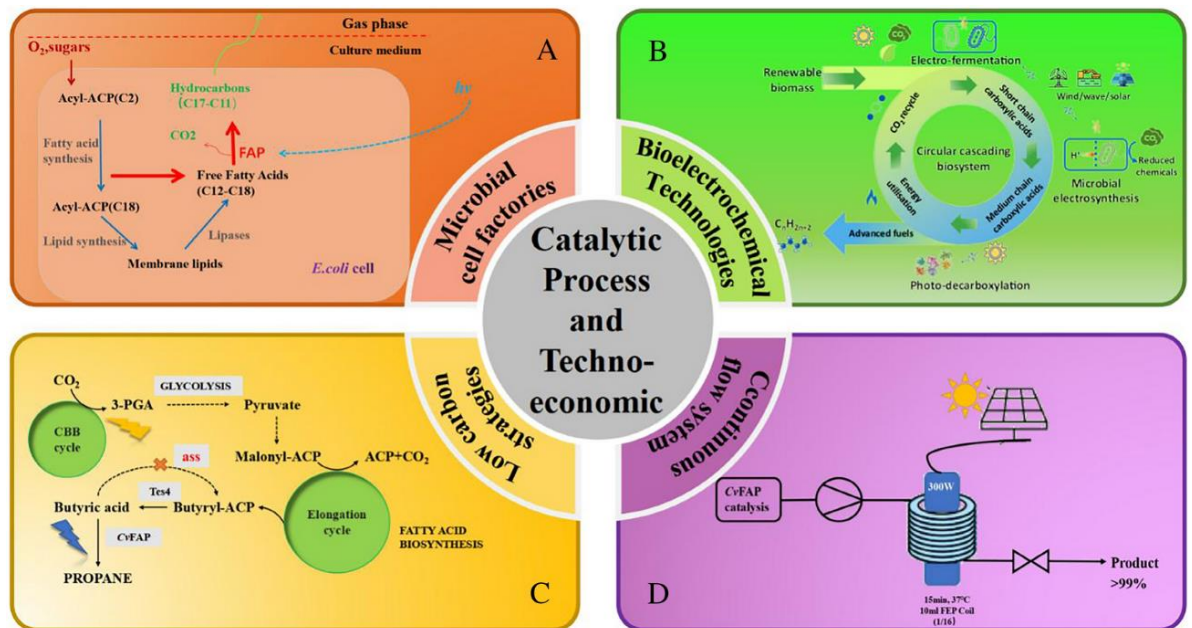 Gas phase
O2,sugars
Culture medium
A
Hydrocarbons
(C17-C11)
hv
Acyl-ACP(C2)
CO2
FAP
Fatty acid
synthesis
Free Fatty Acids
(C12-C18)
Acyl-ACP(C18)
Lipid synthesis
Lipases
Membrane lipids
E.coli cell
B
CO2
Electro-fermentation
Renewable
biomass
Wind/wave/solar
CO2 recycle
Short chain
carboxylic acids
Circular cascading
biosystem
H+
CO2
Reduced
chemicals
Microbial
electrosynthesis
Energy
utilisation
Medium chain
carboxylic acids
CnH2n+2
Advanced fuels
Photo-decarboxylation
Microbial
cell factories
Bioelectrochemical
Technologies
Catalytic
Process
and
Techno-
economic
Low carbon
strategies
Ccontinuous
flow system
CO2
GLYCOLYSIS
3-PGA
Pyruvate
CBB
cycle
ass
Malonyl-ACP
ACP+CO2
Tes4
Butyric acid
Butyryl-ACP
Elongation
cycle
FATTY ACID
BIOSYNTHESIS
CvFAP
PROPANE
C
300W
CvFAP
catalysis
Product
>99%
D
15min, 37⁰C
10ml FEP Coil
(1/16)